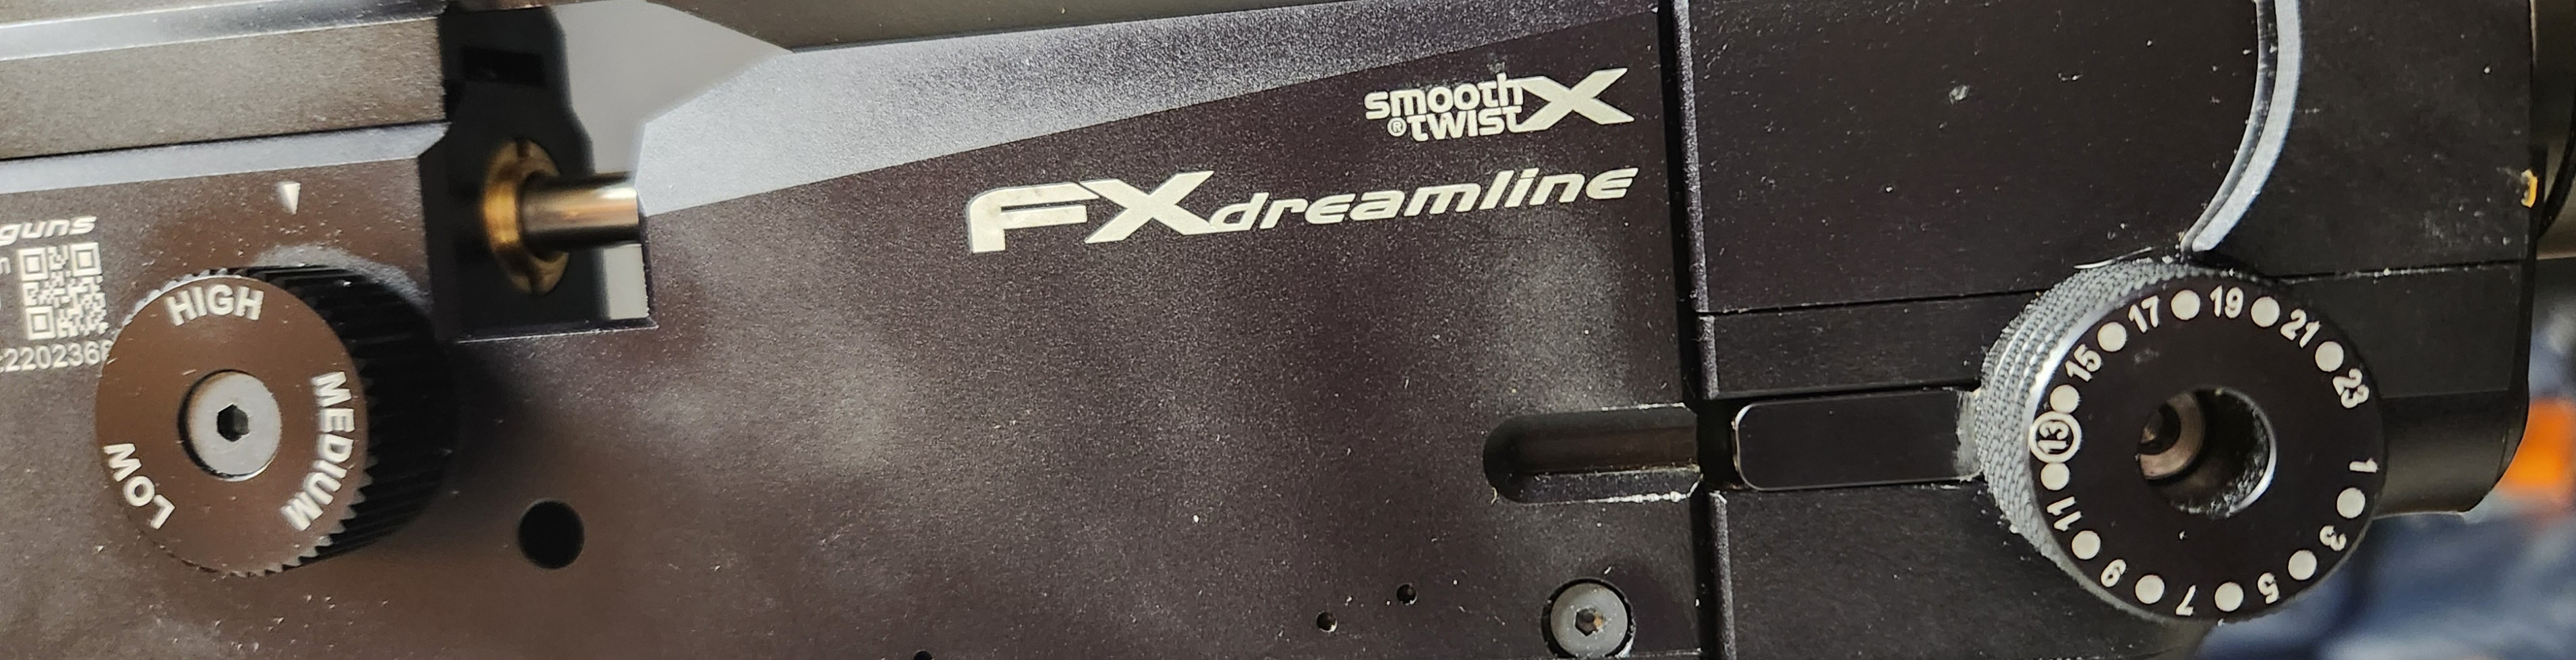 smooth
®twist X
FX dreamline
guns
HIGH
MEDIUM
LOW
1
3
5
7
9
11
13
15
17
19
21
23